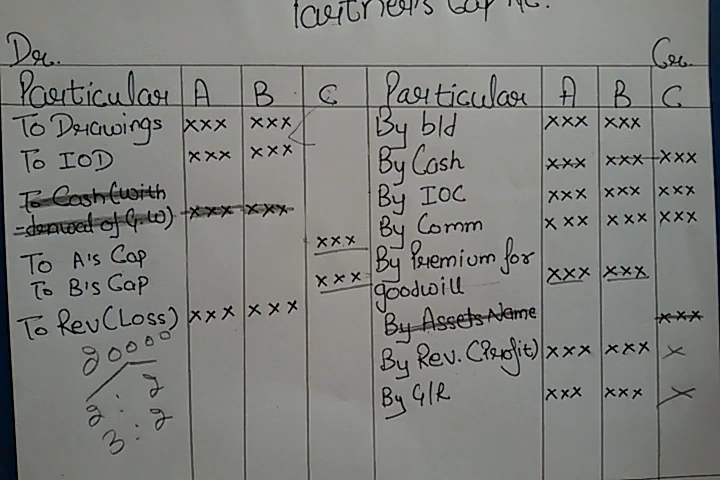 Partner's Cap A/c.
Dr. Cr.
Particular A B C Particular A B C
To Drawings xxx xxx By b/d xxx xxx
To IOD xxx xxx By Cash xxx xxx xxx
To Cash (with xxx xxx By IOC xxx xxx xxx
-derwal of G.W) By Comm xxx xxx xxx
To A's Cap xxx By Premium for
To B's Cap xxx goodwill xxx xxx
To Rev (Loss) xxx xxx By Assets Name xxx
20000 By Rev. (Profit) xxx xxx x
2 : 2 By G/R xxx xxx x
3 : 2